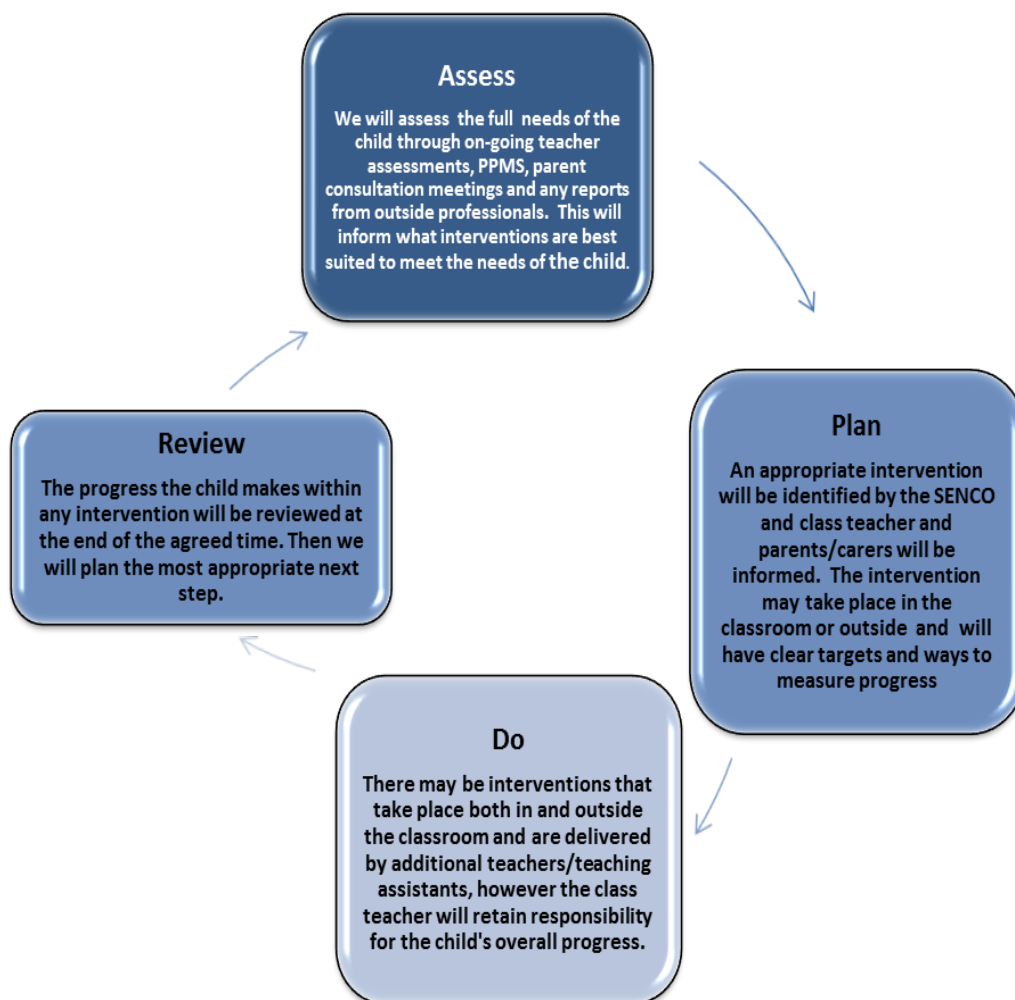 Assess
We will assess the full needs of the
child through on-going teacher
assessments, PPMS, parent
consultation meetings and any reports
from outside professionals. This will
inform what interventions are best
suited to meet the needs of the child.
Plan
An appropriate intervention
will be identified by the SENCO
and class teacher and
parents/carers will be
informed. The intervention
may take place in the
classroom or outside and will
have clear targets and ways to
measure progress
Do
There may be interventions that
take place both in and outside
the classroom and are delivered
by additional teachers/teaching
assistants, however the class
teacher will retain responsibility
for the child's overall progress.
Review
The progress the child makes within
any intervention will be reviewed at
the end of the agreed time. Then we
will plan the most appropriate next
step.